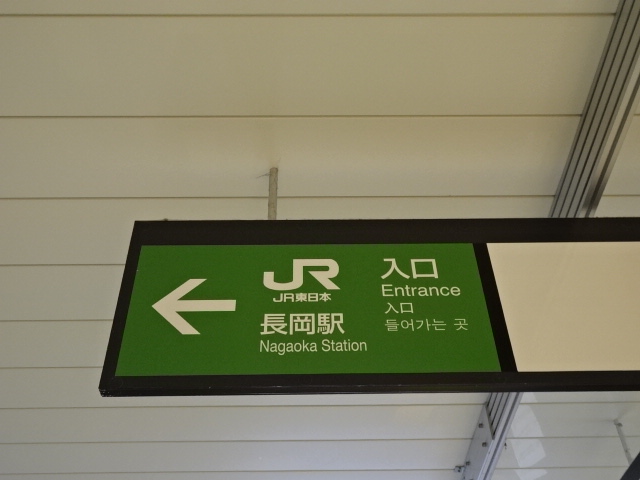 JR
JR東日本
長岡駅
Nagaoka Station
入口
Entrance
入口
들어가는 곳